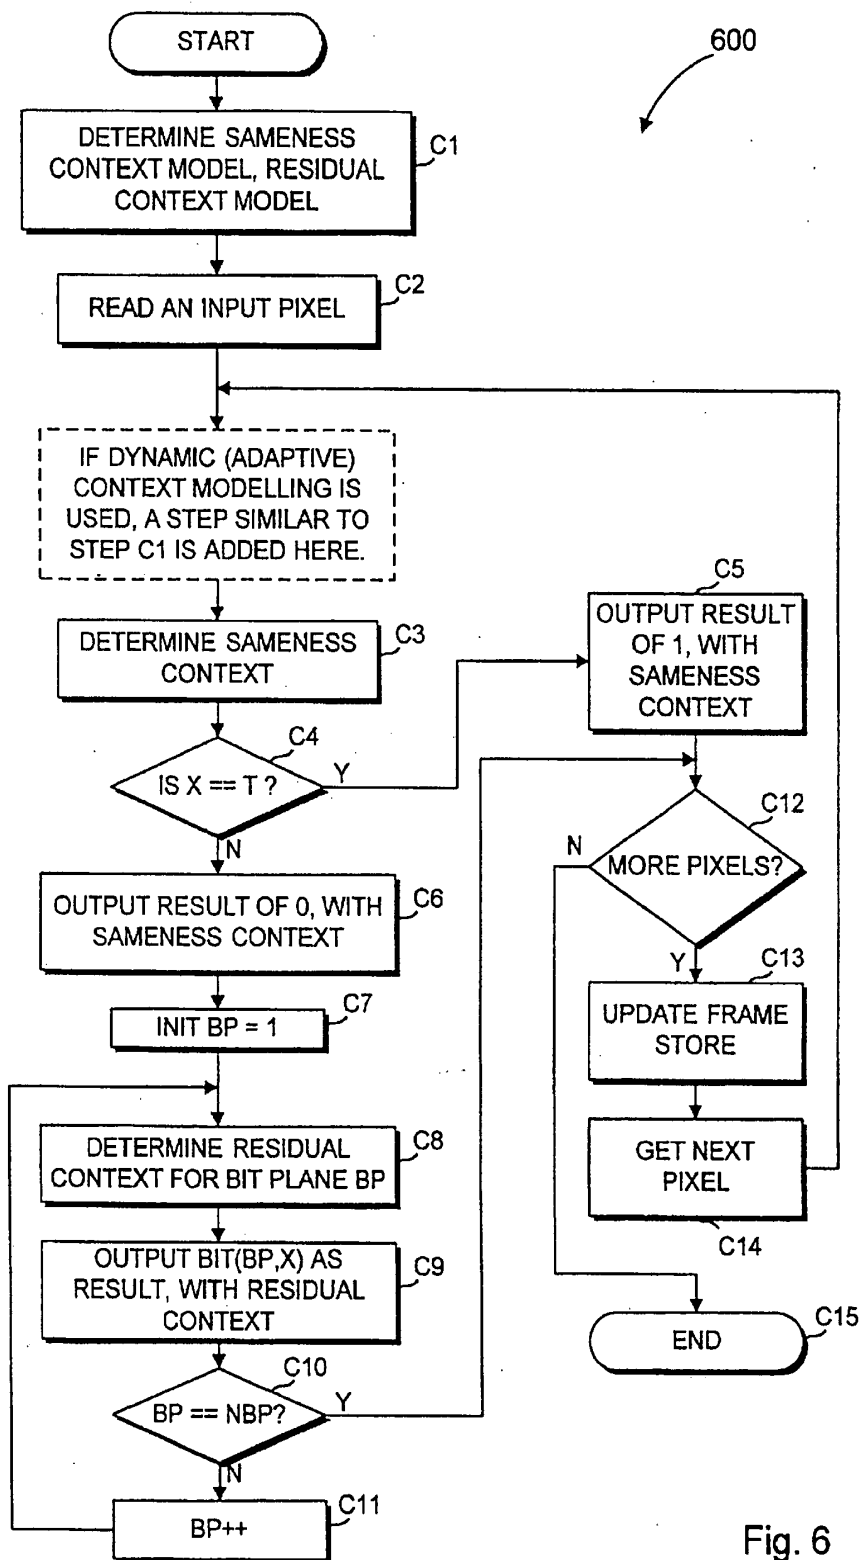 START
600
DETERMINE SAMENESS
CONTEXT MODEL, RESIDUAL
CONTEXT MODEL
C1
READ AN INPUT PIXEL
C2
IF DYNAMIC (ADAPTIVE)
CONTEXT MODELLING IS
USED, A STEP SIMILAR TO
STEP C1 IS ADDED HERE.
DETERMINE SAMENESS
CONTEXT
C3
IS X == T ?
C4
Y
N
OUTPUT RESULT OF 0, WITH
SAMENESS CONTEXT
C6
INIT BP = 1
C7
DETERMINE RESIDUAL
CONTEXT FOR BIT PLANE BP
C8
OUTPUT BIT(BP,X) AS
RESULT, WITH RESIDUAL
CONTEXT
C9
BP == NBP?
C10
Y
N
BP++
C11
C5
OUTPUT RESULT
OF 1, WITH
SAMENESS
CONTEXT
C12
MORE PIXELS?
N
Y
C13
UPDATE FRAME
STORE
GET NEXT
PIXEL
C14
END
C15
Fig. 6